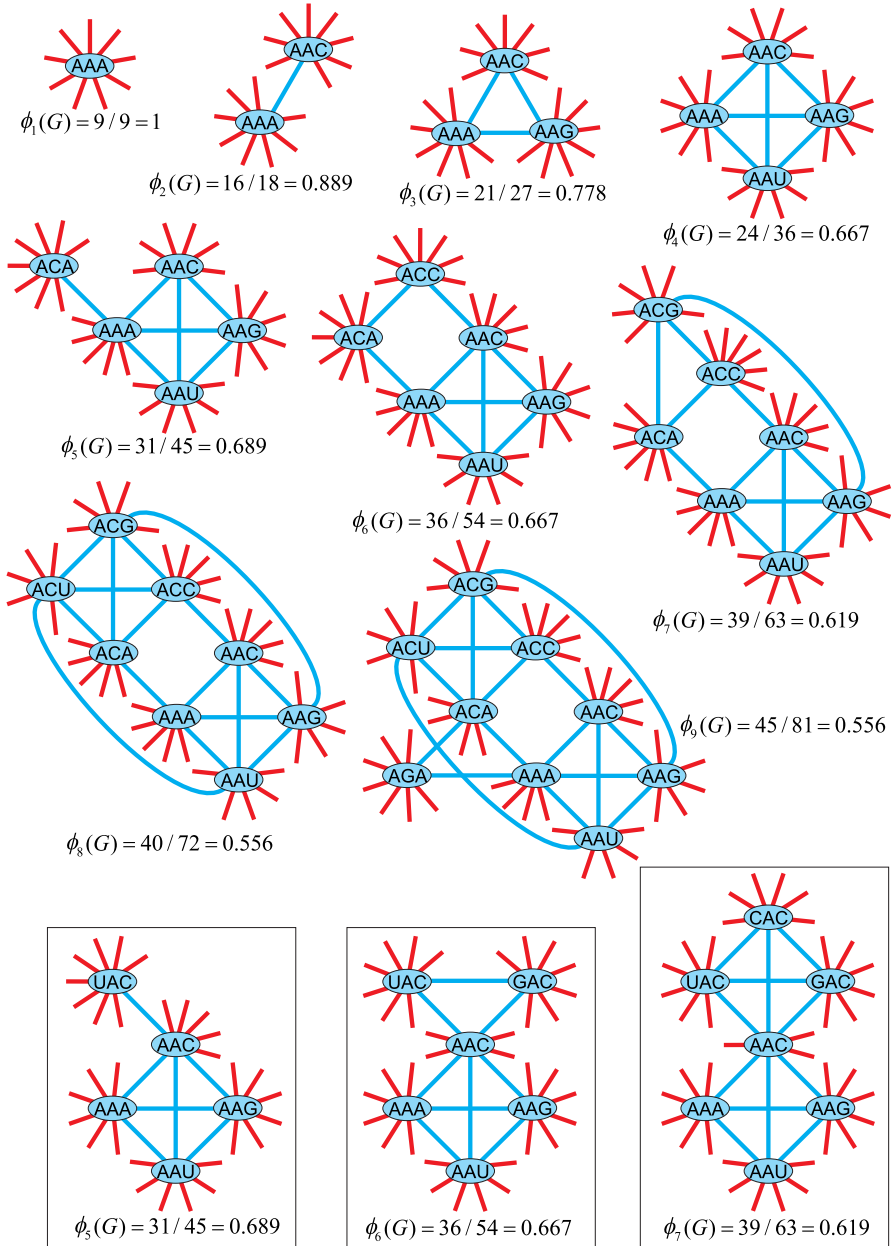 AAA
ϕ₁(G) = 9 / 9 = 1
AAC
AAA
ϕ₂(G) = 16 / 18 = 0.889
AAC
AAA AAG
ϕ₃(G) = 21 / 27 = 0.778
AAC
AAA AAG
AAU
ϕ₄(G) = 24 / 36 = 0.667
ACA AAC
AAA AAG
AAU
ϕ₅(G) = 31 / 45 = 0.689
ACC
ACA AAC
AAA AAG
AAU
ϕ₆(G) = 36 / 54 = 0.667
ACG
ACC
ACA AAC
AAA AAG
AAU
ϕ₇(G) = 39 / 63 = 0.619
ACG
ACU ACC
ACA AAC
AAA AAG
AAU
ϕ₈(G) = 40 / 72 = 0.556
ACG
ACU ACC
ACA AAC
AGA AAA AAG
AAU
ϕ₉(G) = 45 / 81 = 0.556
UAC
AAC
AAA AAG
AAU
ϕ₅(G) = 31 / 45 = 0.689
UAC GAC
AAC
AAA AAG
AAU
ϕ₆(G) = 36 / 54 = 0.667
CAC
UAC GAC
AAC
AAA AAG
AAU
ϕ₇(G) = 39 / 63 = 0.619